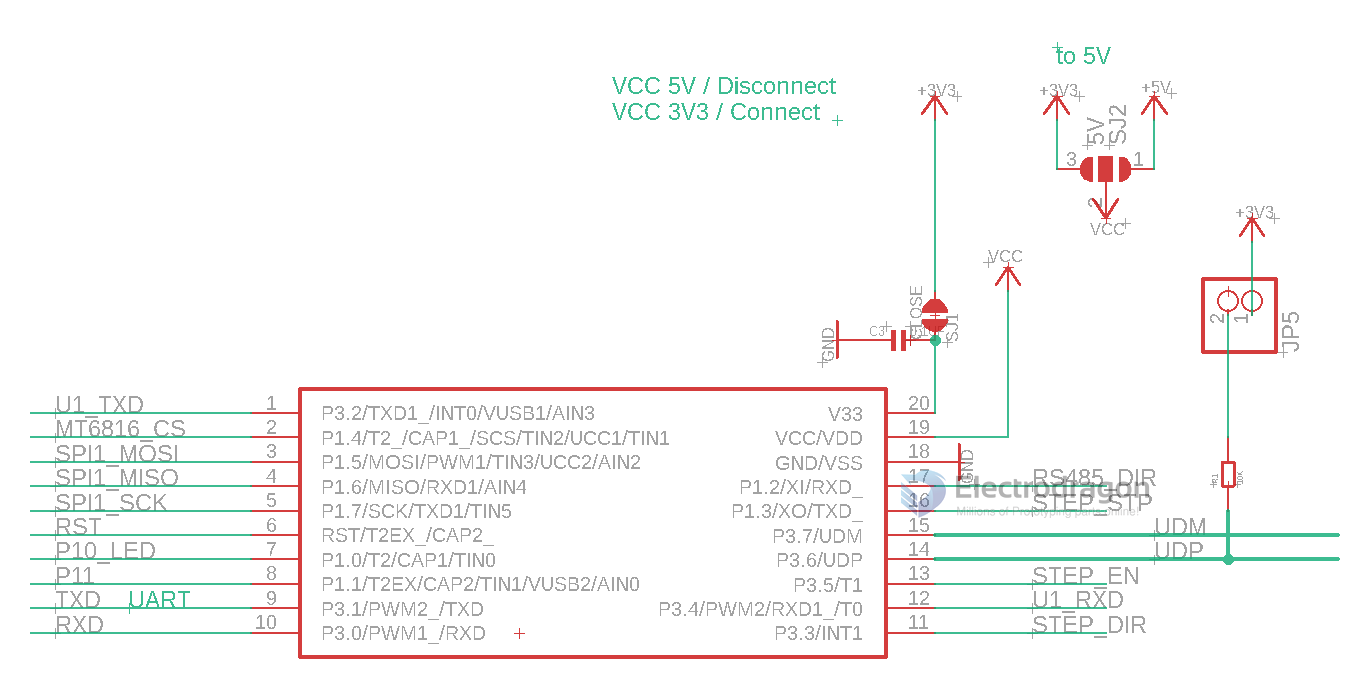 to 5V
VCC 5V / Disconnect
VCC 3V3 / Connect
+3V3
+3V3
+5V
5V
SJ2
3
1
2
VCC
+3V3
VCC
2
1
JP5
GND
C3
SJ1
U1_TXD 1 P3.2/TXD1_/INT0/VUSB1/AIN3 V33 20
MT6816_CS 2 P1.4/T2_/CAP1_/SCS/TIN2/UCC1/TIN1 VCC/VDD 19
SPI1_MOSI 3 P1.5/MOSI/PWM1/TIN3/UCC2/AIN2 GND/VSS 18 GND
SPI1_MISO 4 P1.6/MISO/RXD1/AIN4 P1.2/XI/RXD_ 17 RS485_DIR
SPI1_SCK 5 P1.7/SCK/TXD1/TIN5 P1.3/XO/TXD_ 16 STEP_STP
RST 6 RST/T2EX_/CAP2_ P3.7/UDM 15 UDM
P10_LED 7 P1.0/T2/CAP1/TIN0 P3.6/UDP 14 UDP
P11 8 P1.1/T2EX/CAP2/TIN1/VUSB2/AIN0 P3.5/T1 13 STEP_EN
TXD UART 9 P3.1/PWM2_/TXD P3.4/PWM2/RXD1_/T0 12 U1_RXD
RXD 10 P3.0/PWM1_/RXD P3.3/INT1 11 STEP_DIR
Electrodragon
Millions of Prototyping parts online!